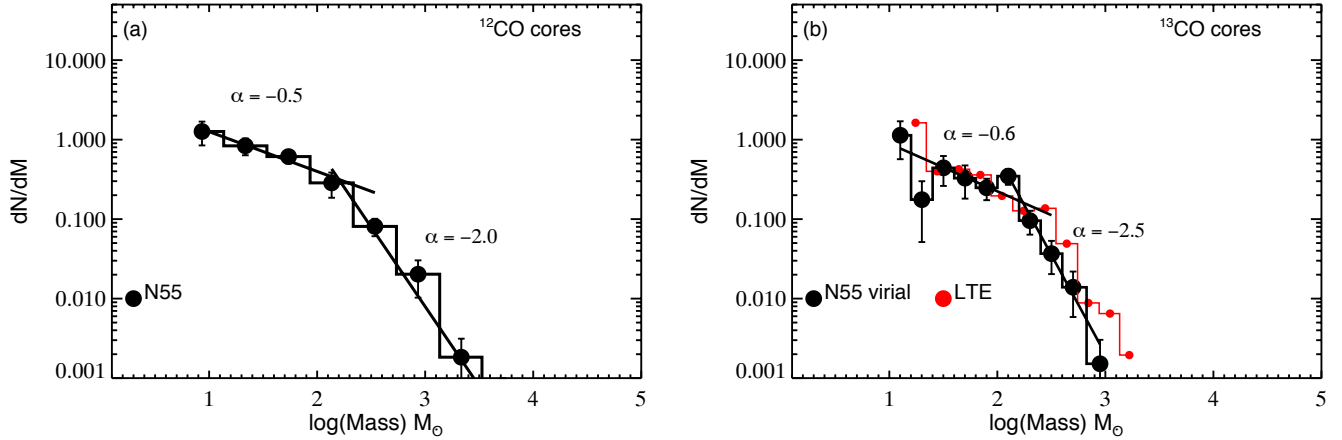 (a)
¹²CO cores
10.000
1.000
0.100
0.010
0.001
dN/dM
α = −0.5
α = −2.0
N55
1 2 3 4 5
log(Mass) M⊙
(b)
¹³CO cores
10.000
1.000
0.100
0.010
0.001
dN/dM
α = −0.6
α = −2.5
N55 virial
LTE
1 2 3 4 5
log(Mass) M⊙